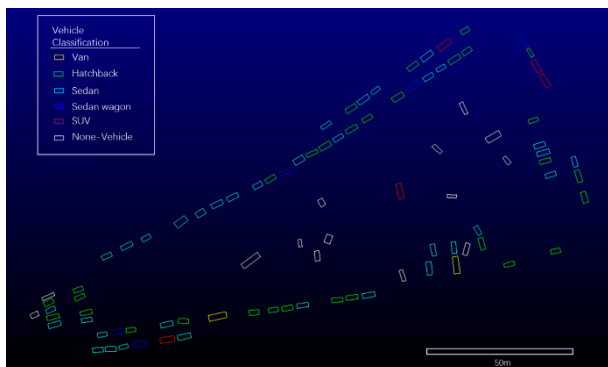 Vehicle
Classification
Van
Hatchback
Sedan
Sedan wagon
SUV
None-Vehicle
50m